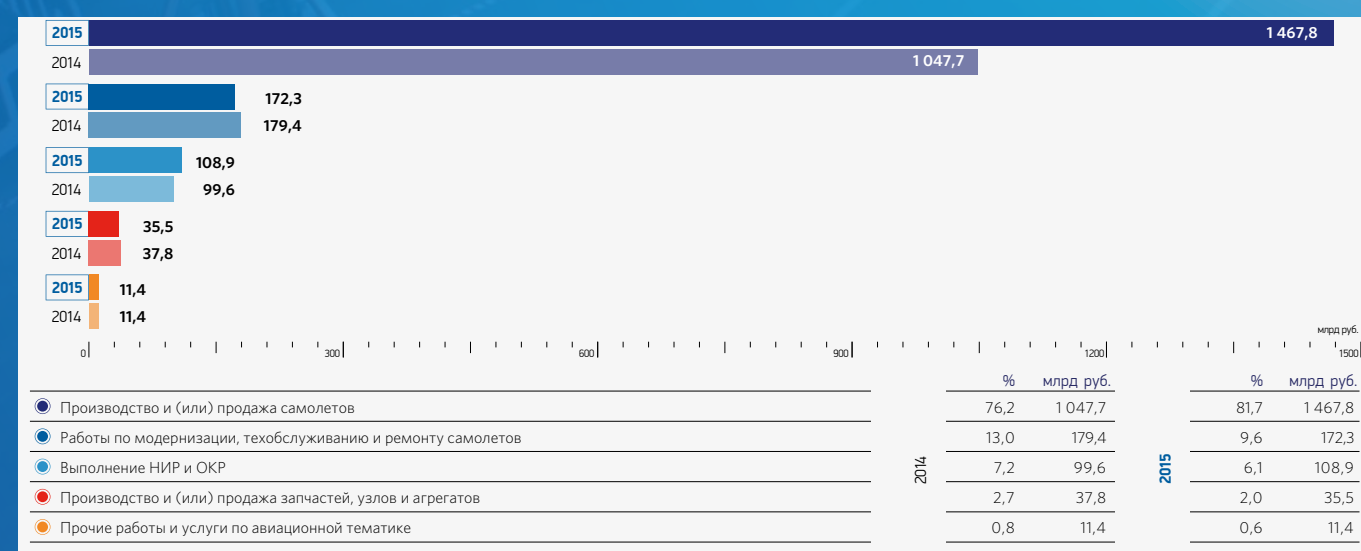 2015 1 467,8
2014 1 047,7
2015 172,3
2014 179,4
2015 108,9
2014 99,6
2015 35,5
2014 37,8
2015 11,4
2014 11,4
млрд руб.
0 300 600 900 1200 1500
% млрд руб. % млрд руб.
Производство и (или) продажа самолетов 76,2 1 047,7 81,7 1 467,8
Работы по модернизации, техобслуживанию и ремонту самолетов 13,0 179,4 9,6 172,3
2014 2015
Выполнение НИР и ОКР 7,2 99,6 6,1 108,9
Производство и (или) продажа запчастей, узлов и агрегатов 2,7 37,8 2,0 35,5
Прочие работы и услуги по авиационной тематике 0,8 11,4 0,6 11,4